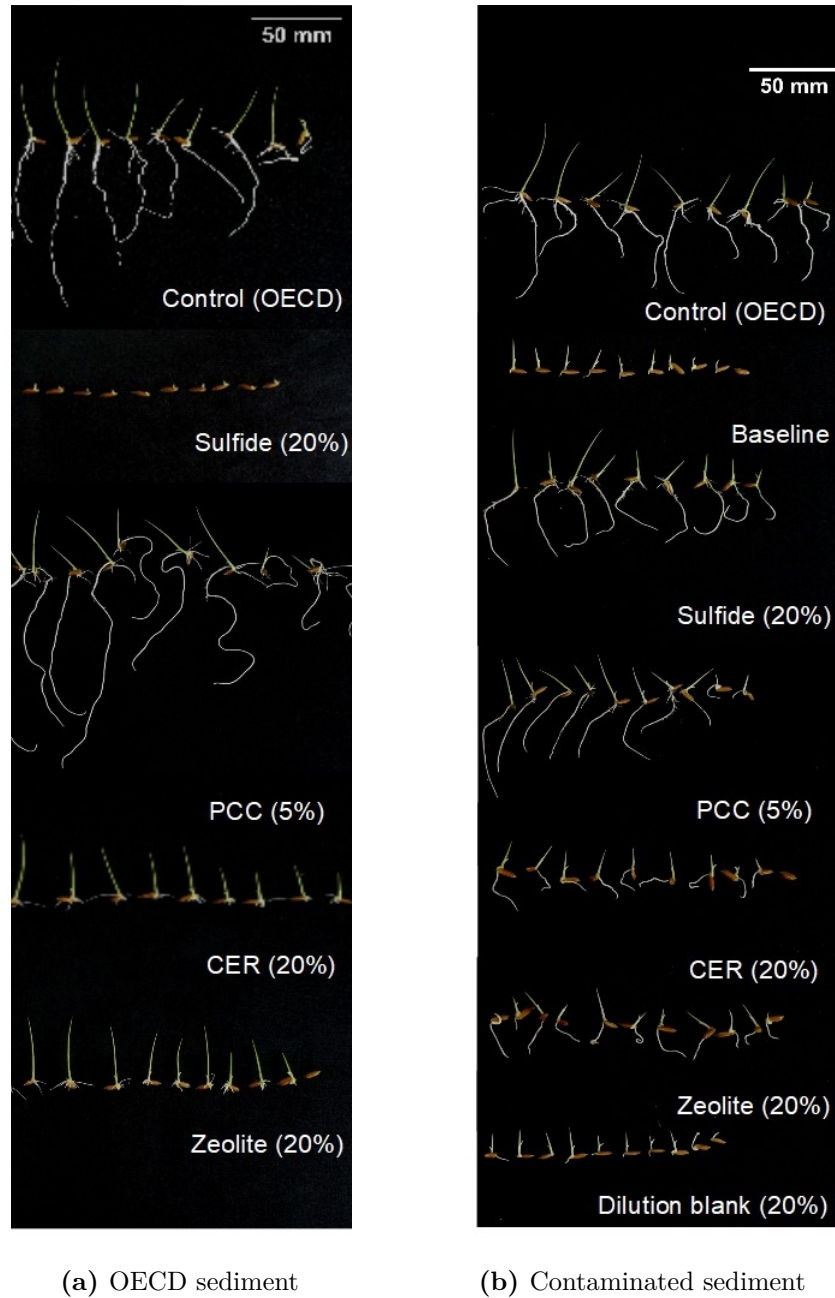 50 mm
Control (OECD)
Sulfide (20%)
PCC (5%)
CER (20%)
Zeolite (20%)
(a) OECD sediment
50 mm
Control (OECD)
Baseline
Sulfide (20%)
PCC (5%)
CER (20%)
Zeolite (20%)
Dilution blank (20%)
(b) Contaminated sediment